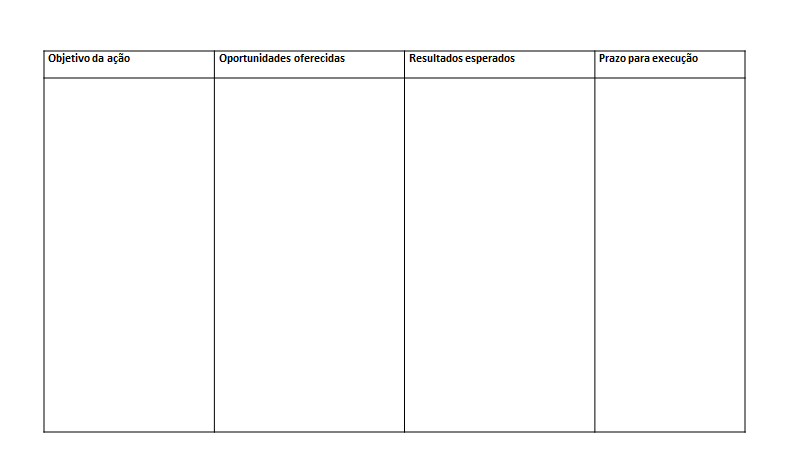 Objetivo da ação
Oportunidades oferecidas
Resultados esperados
Prazo para execução